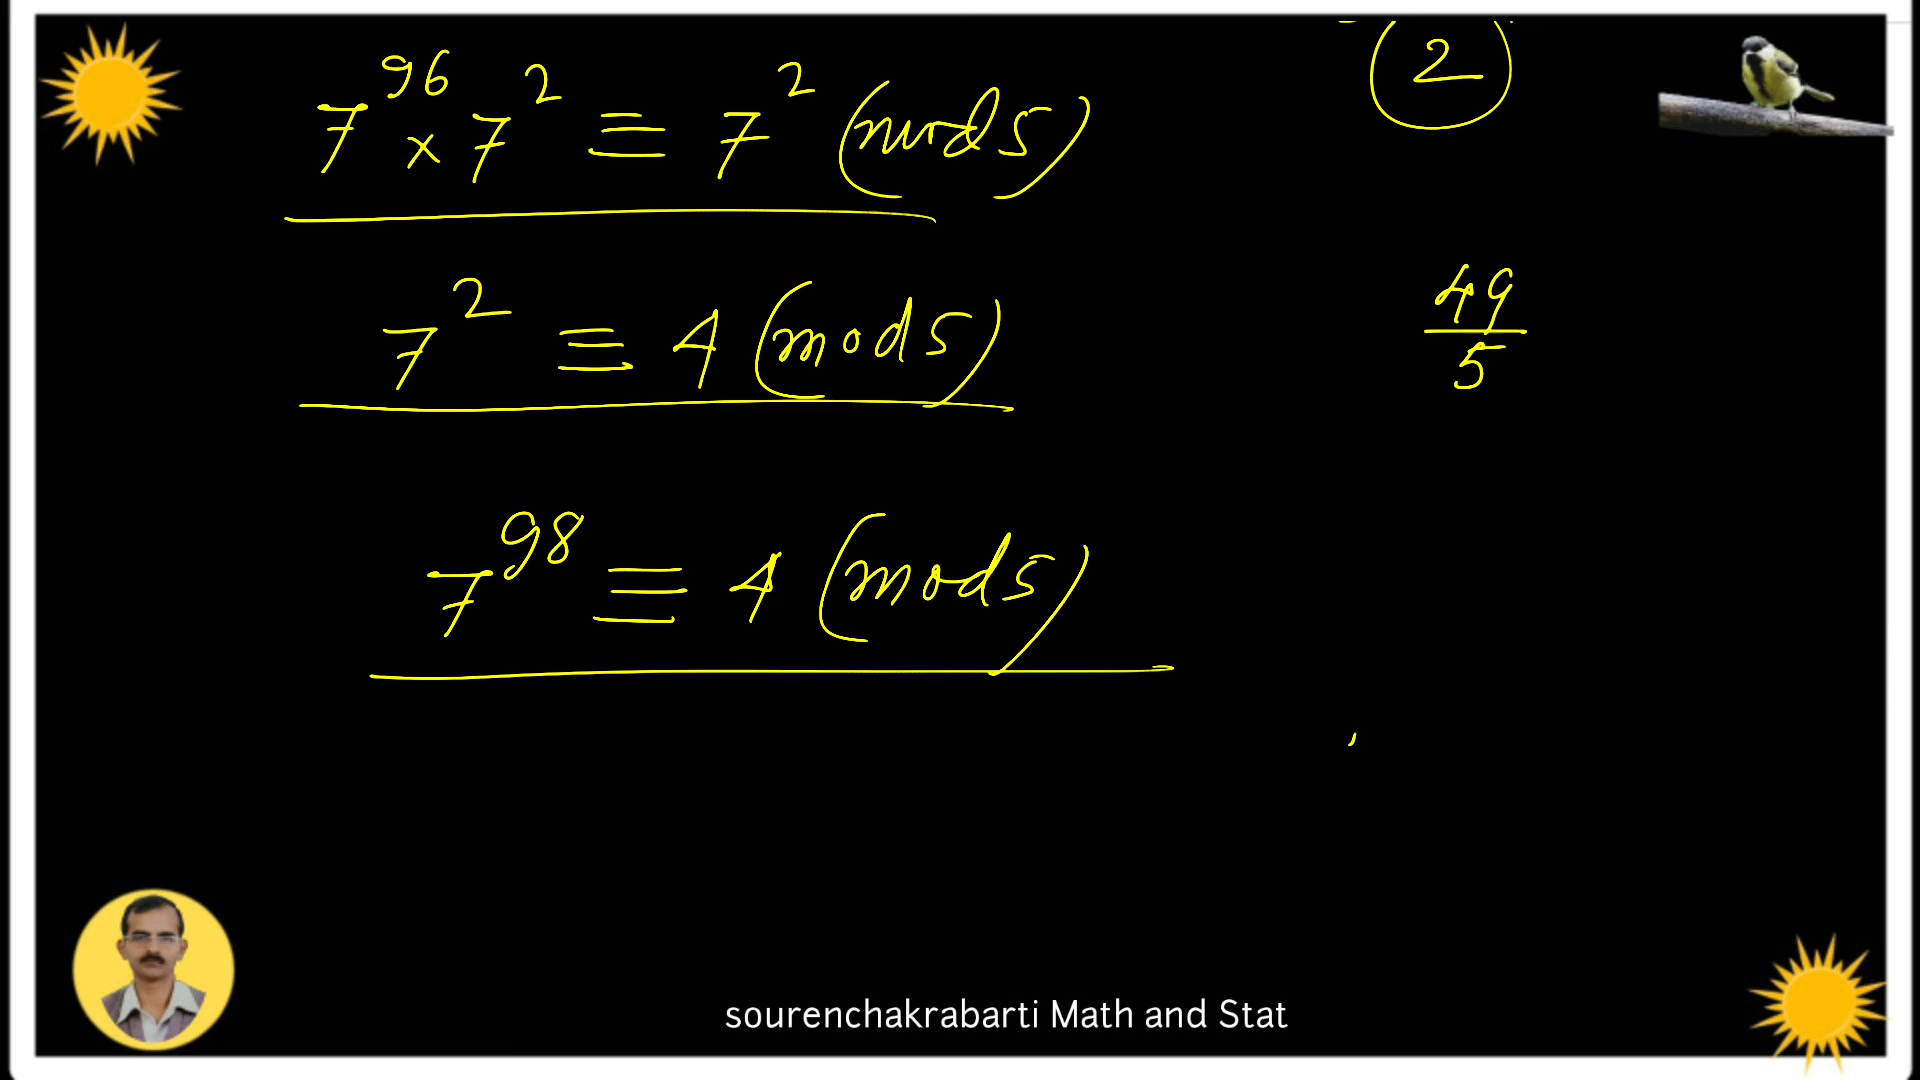 7^96 × 7^2 ≡ 7^2 (mod 5)
2
7^2 ≡ 4 (mod 5)
49/5
7^98 ≡ 4 (mod 5)
sourenchakrabarti Math and Stat